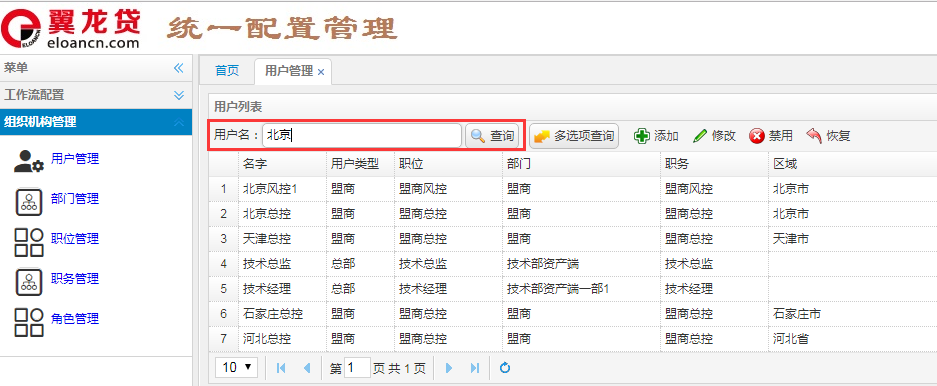 翼龙贷
eloancn.com
ELOANCN
统一配置管理
菜单
工作流配置
组织机构管理
用户管理
部门管理
职位管理
职务管理
角色管理
首页 用户管理 ×
用户列表
用户名：北京 查询 多选项查询 添加 修改 禁用 恢复
名字 用户类型 职位 部门 职务 区域
1 北京风控1 盟商 盟商风控 盟商 盟商风控 北京市
2 北京总控 盟商 盟商总控 盟商 盟商总控 北京市
3 天津总控 盟商 盟商总控 盟商 盟商总控 天津市
4 技术总监 总部 技术总监 技术部资产端 技术总监
5 技术经理 总部 技术经理 技术部资产端一部1 技术经理
6 石家庄总控 盟商 盟商总控 盟商 盟商总控 石家庄市
7 河北总控 盟商 盟商总控 盟商 盟商总控 河北省
10 第 1 页 共 1 页